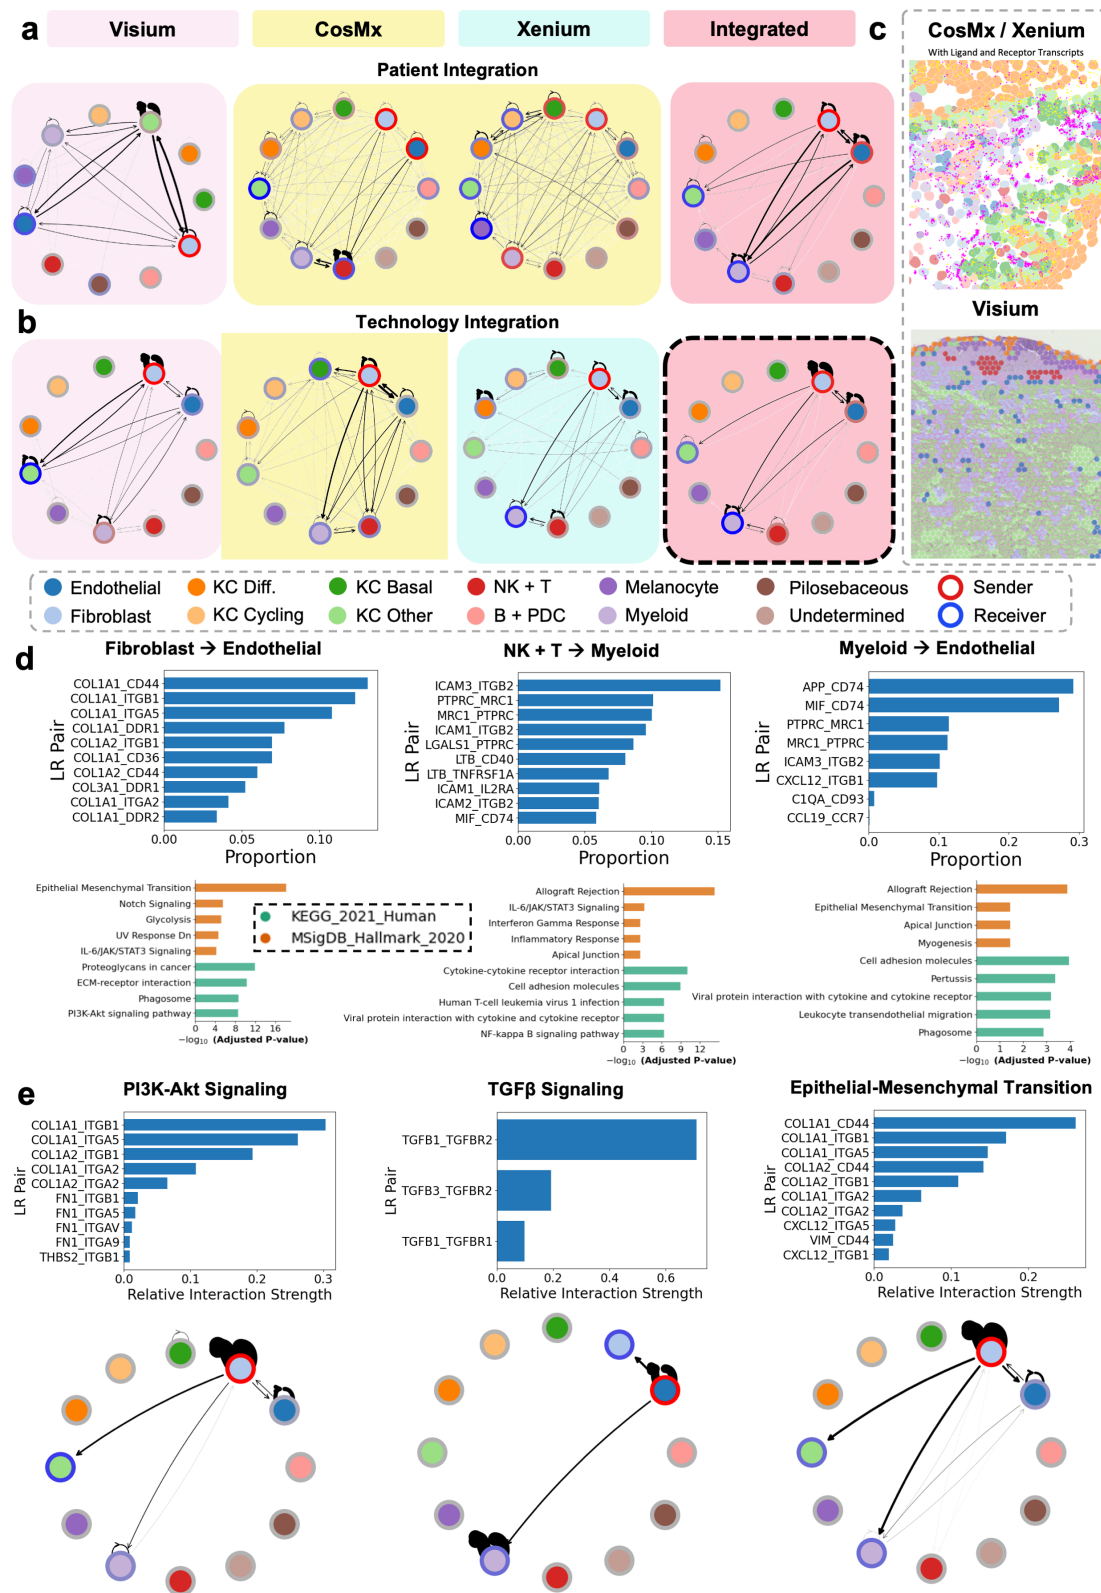 a
Visium
CosMx
Xenium
Integrated
c
CosMx / Xenium
With Ligand and Receptor Transcripts
Patient Integration
Visium
b
Technology Integration
Endothelial
KC Diff.
KC Basal
NK + T
Melanocyte
Pilosebaceous
Sender
Fibroblast
KC Cycling
KC Other
B + PDC
Myeloid
Undetermined
Receiver
d
Fibroblast → Endothelial
LR Pair
COL1A1_CD44
COL1A1_ITGB1
COL1A1_ITGA5
COL1A1_DDR1
COL1A2_ITGB1
COL1A1_CD36
COL1A2_CD44
COL3A1_DDR1
COL1A1_ITGA2
COL1A1_DDR2
0.00 0.05 0.10
Proportion
NK + T → Myeloid
LR Pair
ICAM3_ITGB2
PTPRC_MRC1
MRC1_PTPRC
ICAM1_ITGB2
LGALS1_PTPRC
LTB_CD40
LTB_TNFRSF1A
ICAM1_IL2RA
ICAM2_ITGB2
MIF_CD74
0.00 0.05 0.10 0.15
Proportion
Myeloid → Endothelial
LR Pair
APP_CD74
MIF_CD74
PTPRC_MRC1
MRC1_PTPRC
ICAM3_ITGB2
CXCL12_ITGB1
C1QA_CD93
CCL19_CCR7
0.0 0.1 0.2 0.3
Proportion
Epithelial Mesenchymal Transition
Notch Signaling
Glycolysis
UV Response Dn
IL-6/JAK/STAT3 Signaling
Proteoglycans in cancer
ECM-receptor interaction
Phagosome
PI3K-Akt signaling pathway
0 4 8 12 16
−log10 (Adjusted P-value)
KEGG_2021_Human
MSigDB_Hallmark_2020
Allograft Rejection
IL-6/JAK/STAT3 Signaling
Interferon Gamma Response
Inflammatory Response
Apical Junction
Cytokine-cytokine receptor interaction
Cell adhesion molecules
Human T-cell leukemia virus 1 infection
Viral protein interaction with cytokine and cytokine receptor
NF-kappa B signaling pathway
0 3 6 9 12
−log10 (Adjusted P-value)
Allograft Rejection
Epithelial Mesenchymal Transition
Apical Junction
Myogenesis
Cell adhesion molecules
Pertussis
Viral protein interaction with cytokine and cytokine receptor
Leukocyte transendothelial migration
Phagosome
0 1 2 3 4
−log10 (Adjusted P-value)
e
PI3K-Akt Signaling
LR Pair
COL1A1_ITGB1
COL1A1_ITGA5
COL1A2_ITGB1
COL1A1_ITGA2
COL1A2_ITGA2
FN1_ITGB1
FN1_ITGA5
FN1_ITGAV
FN1_ITGA9
THBS2_ITGB1
0.0 0.1 0.2 0.3
Relative Interaction Strength
TGFβ Signaling
LR Pair
TGFB1_TGFBR2
TGFB3_TGFBR2
TGFB1_TGFBR1
0.0 0.2 0.4 0.6
Relative Interaction Strength
Epithelial-Mesenchymal Transition
LR Pair
COL1A1_CD44
COL1A1_ITGB1
COL1A1_ITGA5
COL1A2_CD44
COL1A2_ITGB1
COL1A1_ITGA2
COL1A2_ITGA2
CXCL12_ITGA5
VIM_CD44
CXCL12_ITGB1
0.0 0.1 0.2
Relative Interaction Strength